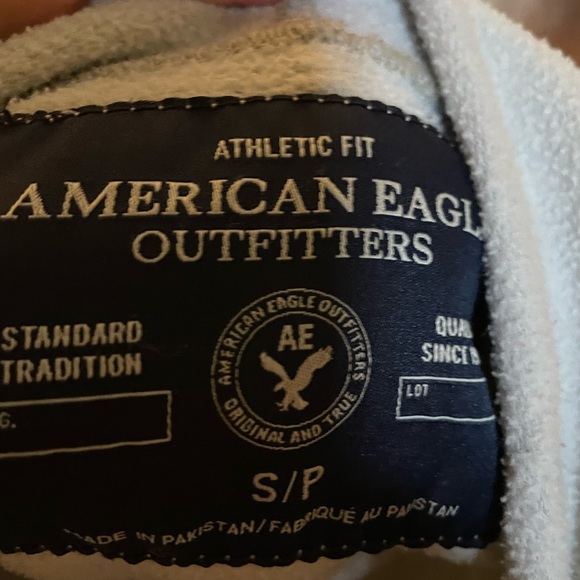 ATHLETIC FIT
AMERICAN EAGL
OUTFITTERS
STANDARD
TRADITION
G.
AMERICAN EAGLE OUTFITTERS
AE
ORIGINAL AND TRUE
QUAL
SINCE
LOT
S/P
MADE IN PAKISTAN/FABRIQUÉ AU PAKISTAN